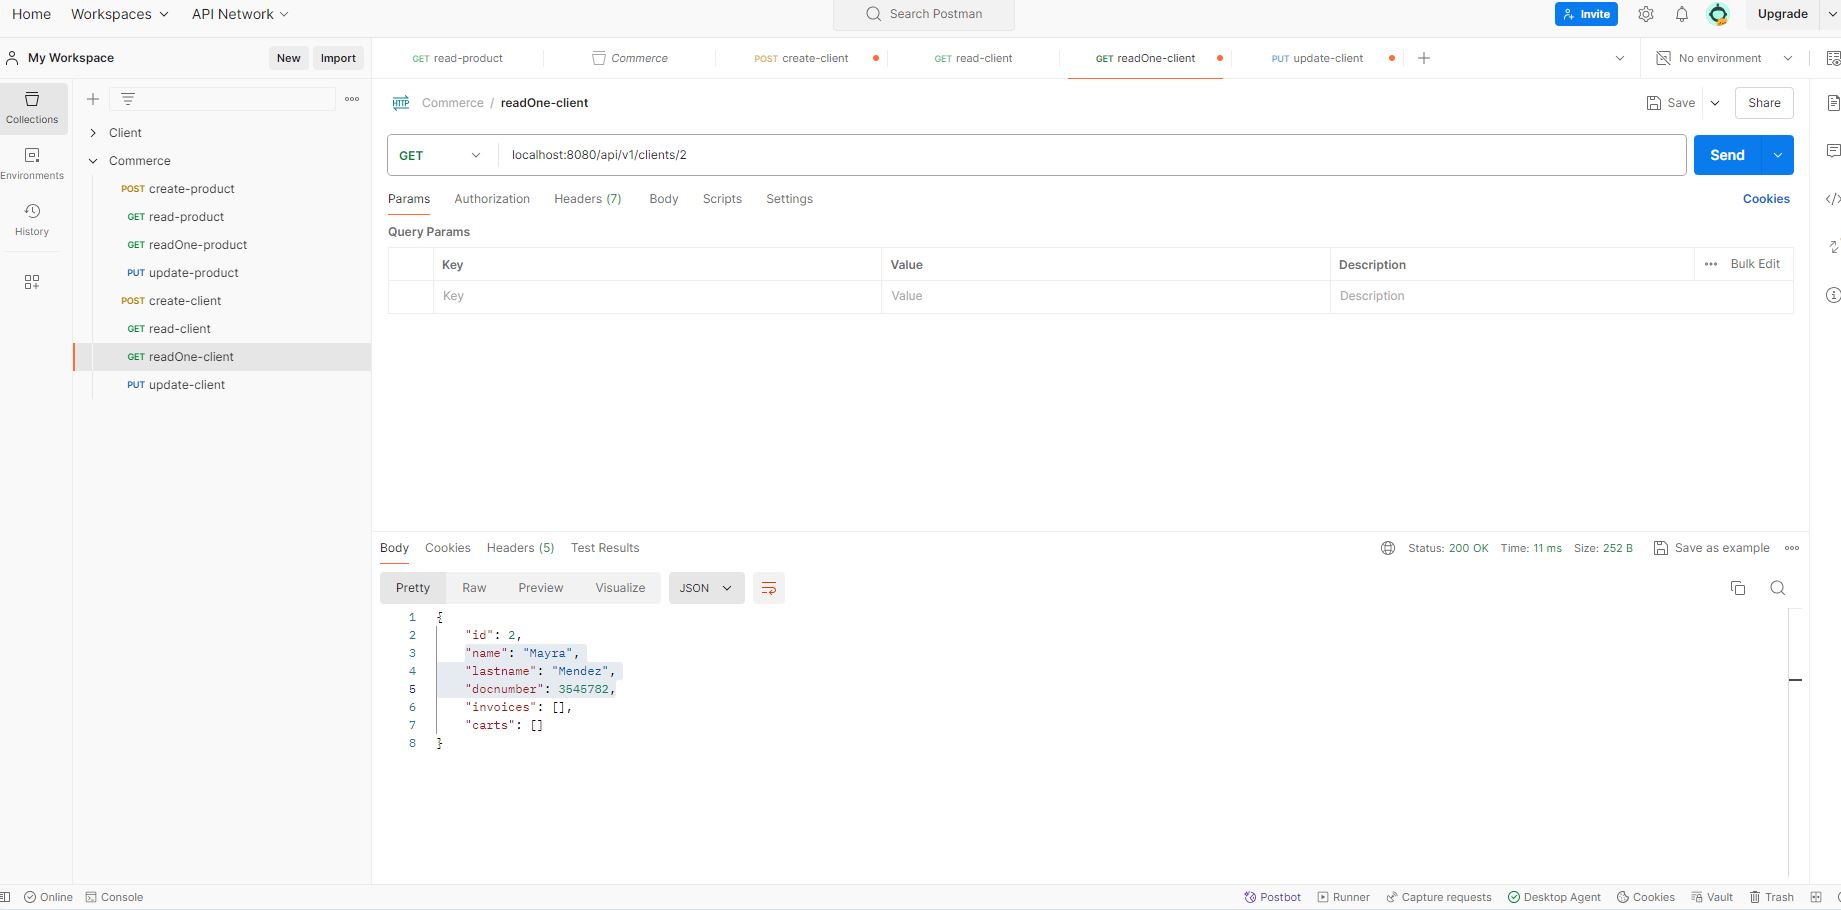 Home Workspaces API Network Search Postman Invite Upgrade
My Workspace New Import GET read-product Commerce POST create-client GET read-client GET readOne-client PUT update-client No environment
Collections
Environments
History
Client
Commerce
POST create-product
GET read-product
GET readOne-product
PUT update-product
POST create-client
GET read-client
GET readOne-client
PUT update-client
HTTP Commerce / readOne-client Save Share
GET localhost:8080/api/v1/clients/2 Send
Params Authorization Headers (7) Body Scripts Settings Cookies
Query Params
Key Value Description Bulk Edit
Key Value Description
Body Cookies Headers (5) Test Results Status: 200 OK Time: 11 ms Size: 252 B Save as example
Pretty Raw Preview Visualize JSON
1 {
2 "id": 2,
3 "name": "Mayra",
4 "lastname": "Mendez",
5 "docnumber": 3545782,
6 "invoices": [],
7 "carts": []
8 }
Online Console Postbot Runner Capture requests Desktop Agent Cookies Vault Trash